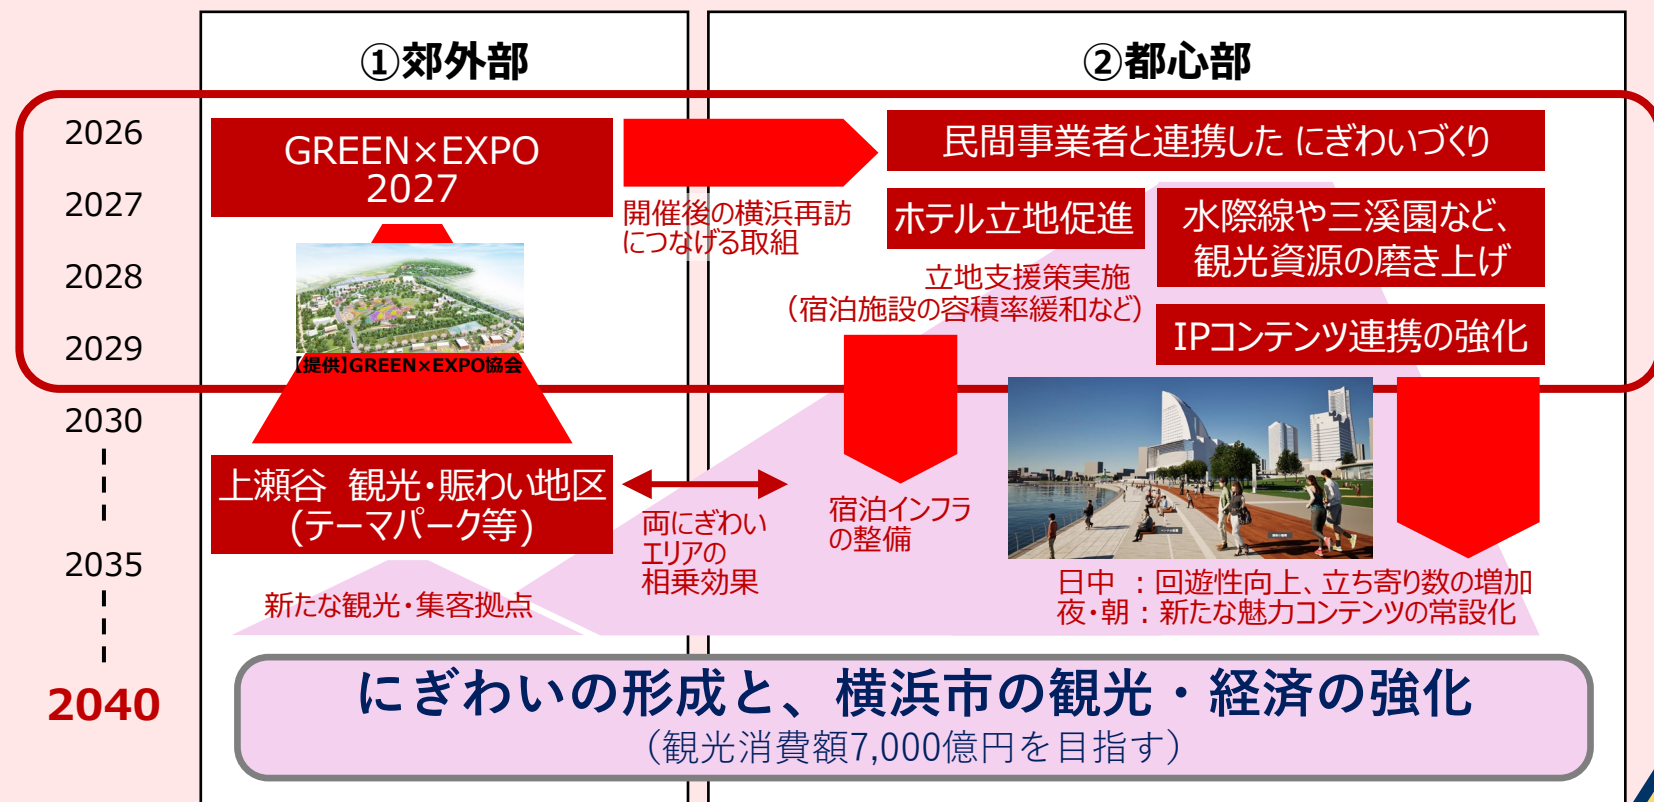 ①郊外部
②都心部
2026
2027
2028
2029
2030
2035
2040
GREEN×EXPO
2027
開催後の横浜再訪
につなげる取組
【提供】GREEN×EXPO協会
上瀬谷 観光・賑わい地区
(テーマパーク等)
新たな観光・集客拠点
両にぎわい
エリアの
相乗効果
民間事業者と連携した にぎわいづくり
ホテル立地促進
立地支援策実施
（宿泊施設の容積率緩和など）
水際線や三溪園など、
観光資源の磨き上げ
IPコンテンツ連携の強化
宿泊インフラ
の整備
日中 ：回遊性向上、立ち寄り数の増加
夜・朝：新たな魅力コンテンツの常設化
にぎわいの形成と、横浜市の観光・経済の強化
（観光消費額7,000億円を目指す）